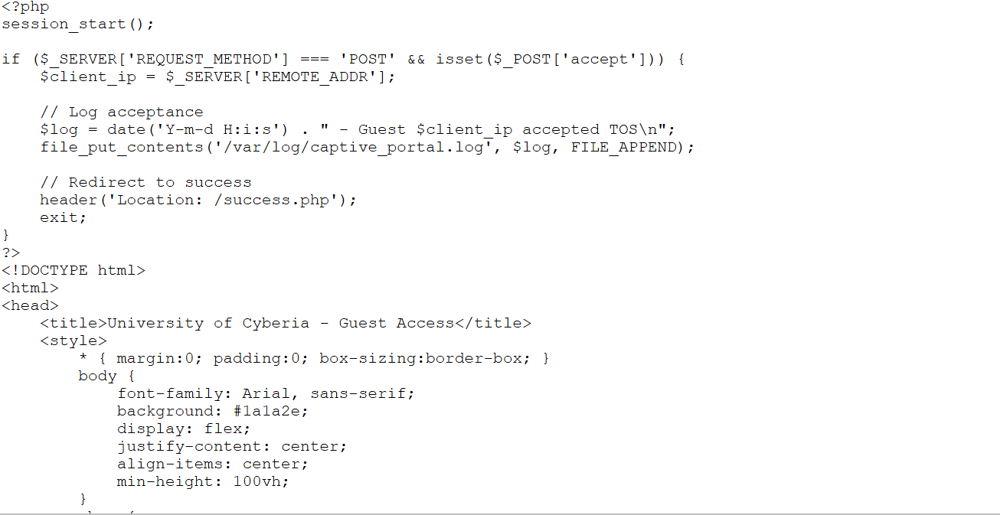 <?php
session_start();

if ($_SERVER['REQUEST_METHOD'] === 'POST' && isset($_POST['accept'])) {
    $client_ip = $_SERVER['REMOTE_ADDR'];

    // Log acceptance
    $log = date('Y-m-d H:i:s') . " - Guest $client_ip accepted TOS\n";
    file_put_contents('/var/log/captive_portal.log', $log, FILE_APPEND);

    // Redirect to success
    header('Location: /success.php');
    exit;
}
?>
<!DOCTYPE html>
<html>
<head>
    <title>University of Cyberia - Guest Access</title>
    <style>
        * { margin:0; padding:0; box-sizing:border-box; }
        body {
            font-family: Arial, sans-serif;
            background: #1a1a2e;
            display: flex;
            justify-content: center;
            align-items: center;
            min-height: 100vh;
        }